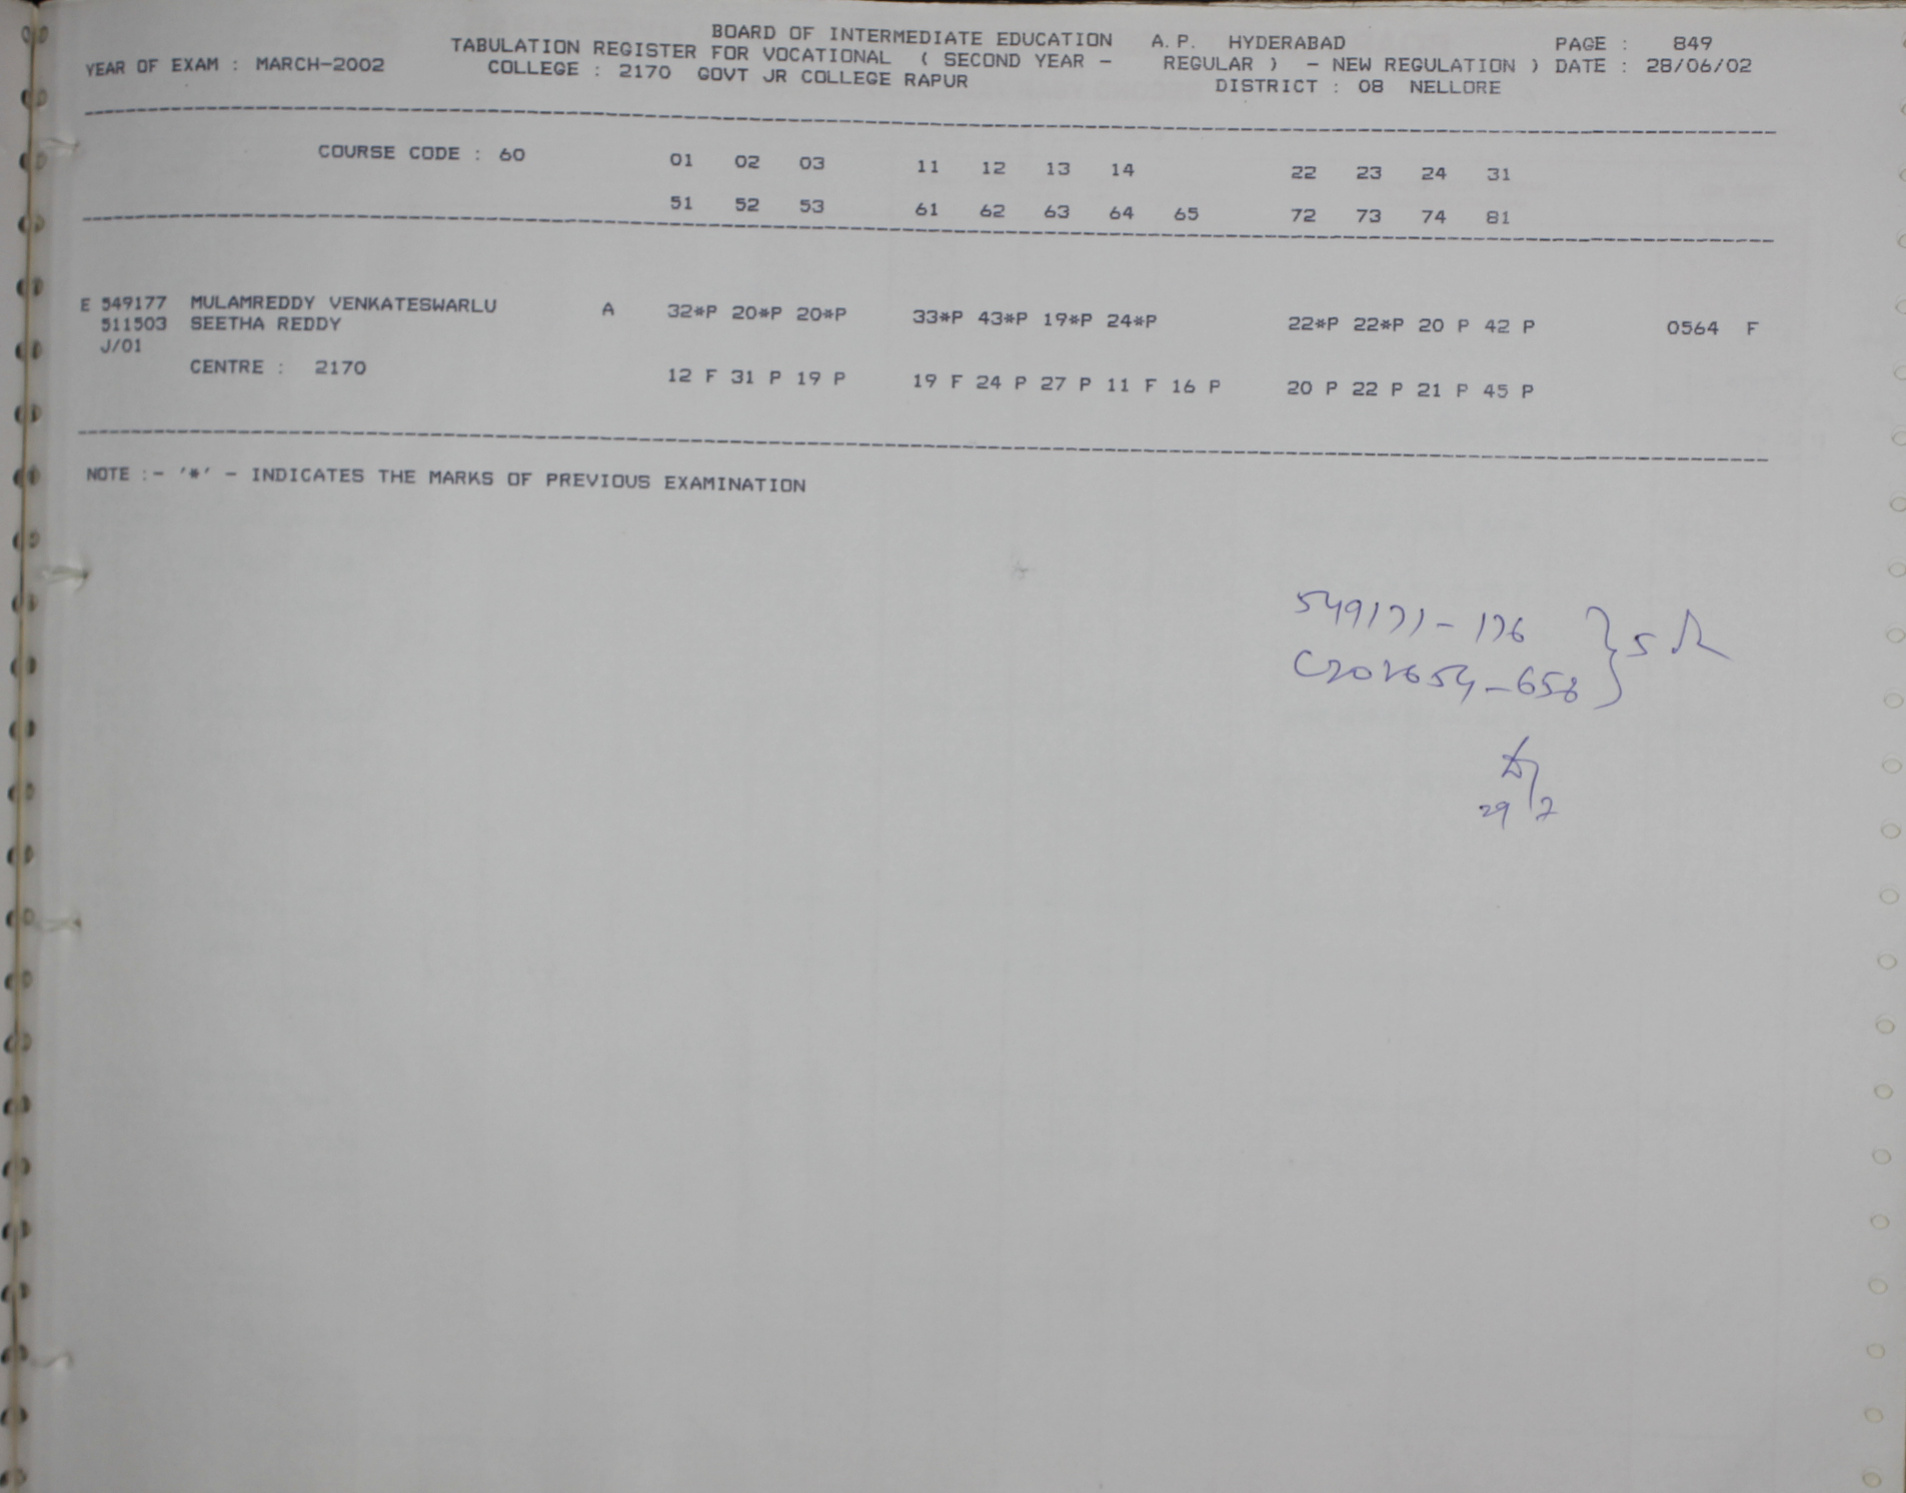 BOARD OF INTERMEDIATE EDUCATION A.P. HYDERABAD PAGE : 849
YEAR OF EXAM : MARCH-2002 TABULATION REGISTER FOR VOCATIONAL ( SECOND YEAR - REGULAR ) - NEW REGULATION ) DATE : 28/06/02
COLLEGE : 2170 GOVT JR COLLEGE RAPUR DISTRICT : 08 NELLORE
COURSE CODE : 60 01 02 03 11 12 13 14 22 23 24 31
51 52 53 61 62 63 64 65 72 73 74 81
E 549177 MULAMREDDY VENKATESWARLU A 32*P 20*P 20*P 33*P 43*P 19*P 24*P 22*P 22*P 20 P 42 P 0564 F
511503 SEETHA REDDY
J/01
CENTRE : 2170 12 F 31 P 19 P 19 F 24 P 27 P 11 F 16 P 20 P 22 P 21 P 45 P
NOTE :- '*' - INDICATES THE MARKS OF PREVIOUS EXAMINATION
549171-176
C202654-658 } 5
29/7